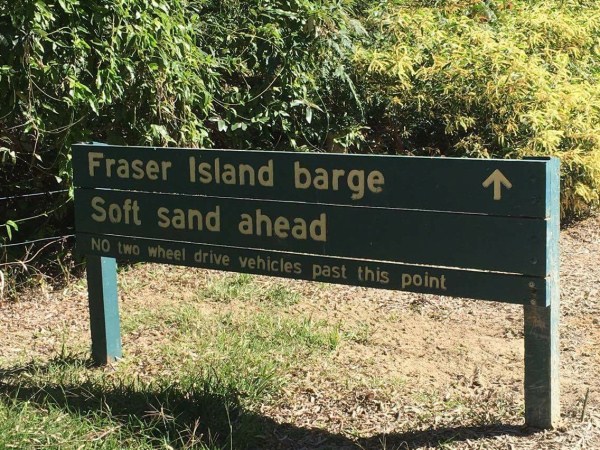 Fraser Island barge ↑
Soft sand ahead
NO two wheel drive vehicles past this point